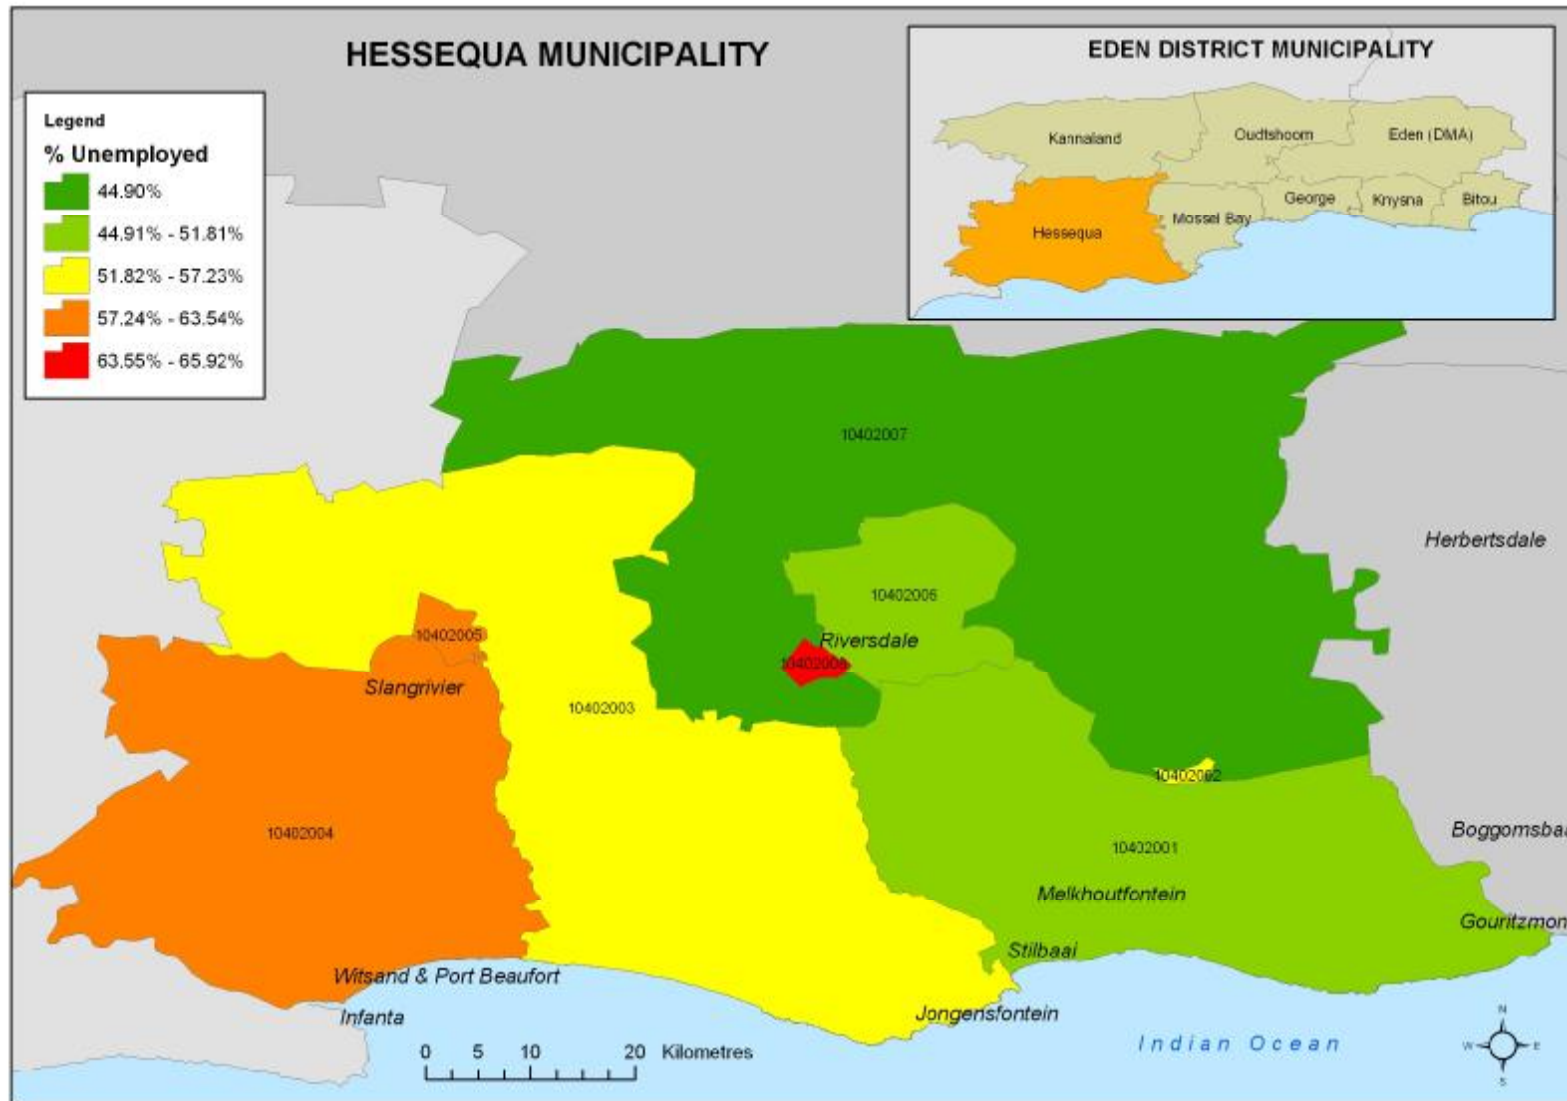 HESSEQUA MUNICIPALITY
EDEN DISTRICT MUNICIPALITY
Kannaland
Oudtshoorn
Eden (DMA)
Hessequa
Mossel Bay
George
Knysna
Bitou
Legend
% Unemployed
44.90%
44.91% - 51.81%
51.82% - 57.23%
57.24% - 63.54%
63.55% - 65.92%
10402007
Herbertsdale
10402006
10402005
Riversdale
10402008
Slangrivier
10402003
10402002
10402004
Boggomsbaa
10402001
Melkhoutfontein
Gouritzmon
Stilbaai
Witsand & Port Beaufort
Infanta
Jongensfontein
Indian Ocean
0 5 10 20 Kilometres
N
W E
S